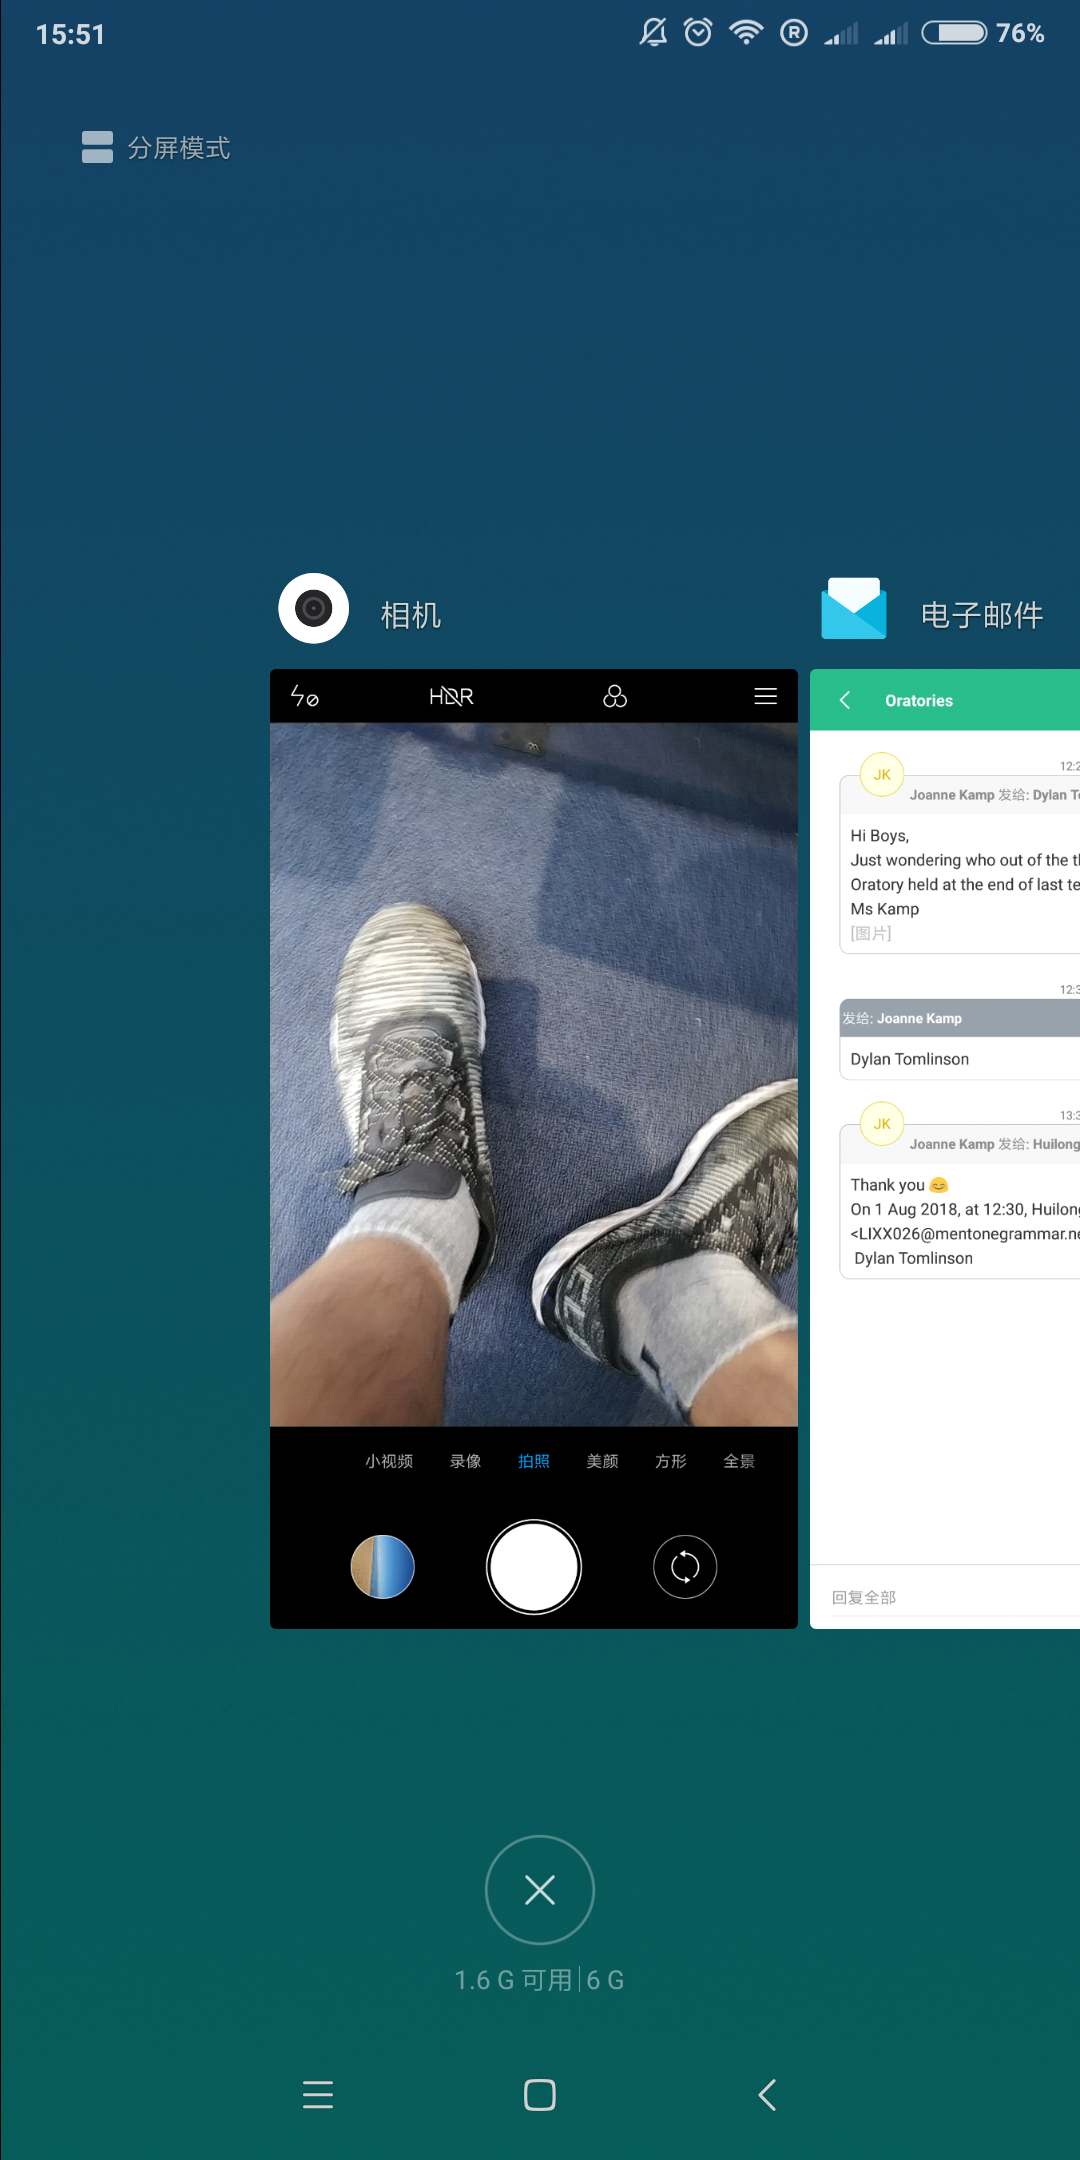 15:51
R
76%
分屏模式
相机
电子邮件
HDR
Oratories
12:2
JK
Joanne Kamp 发给: Dylan T
Hi Boys,
Just wondering who out of the t
Oratory held at the end of last te
Ms Kamp
[图片]
12:3
发给: Joanne Kamp
Dylan Tomlinson
13:3
JK
Joanne Kamp 发给: Huilong
Thank you 😊
On 1 Aug 2018, at 12:30, Huilong
<LIXX026@mentonegrammar.ne
Dylan Tomlinson
小视频 录像 拍照 美颜 方形 全景
回复全部
1.6 G 可用|6 G